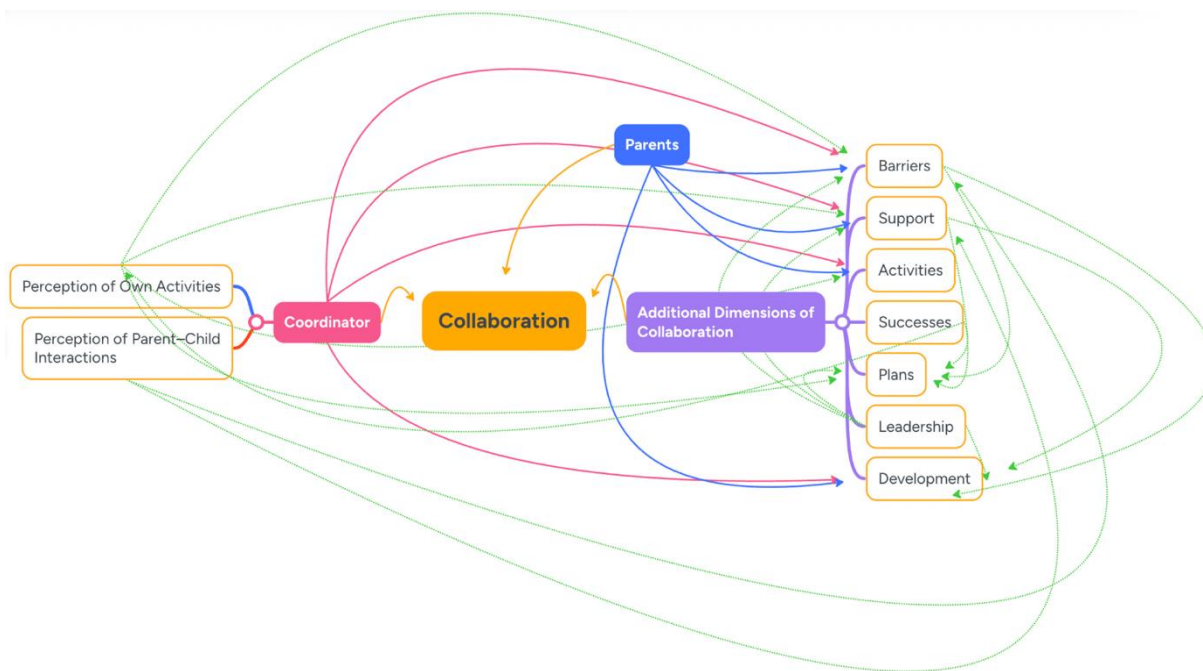 Parents
Barriers
Support
Activities
Perception of Own Activities
Perception of Parent–Child
Interactions
Coordinator
Collaboration
Additional Dimensions of
Collaboration
Successes
Plans
Leadership
Development